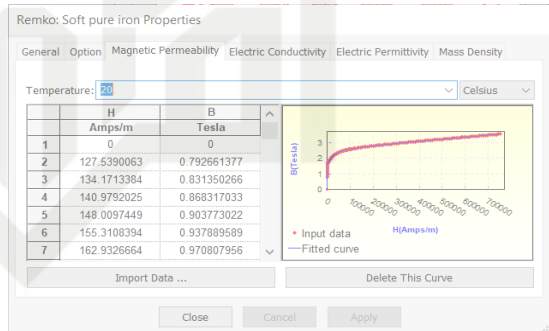 Remko: Soft pure iron Properties
General Option Magnetic Permeability Electric Conductivity Electric Permittivity Mass Density
Temperature: 20 Celsius
H B
Amps/m Tesla
1 0 0
2 127.5390063 0.792661377
3 134.1713384 0.831350266
4 140.9792025 0.868317033
5 148.0097449 0.903773022
6 155.3108394 0.937889589
7 162.9326664 0.970807956
B(Tesla)
3
2
1
0
0 100000 200000 300000 400000 500000 600000 700000
H(Amps/m)
Input data
Fitted curve
Import Data ... Delete This Curve
Close Cancel Apply